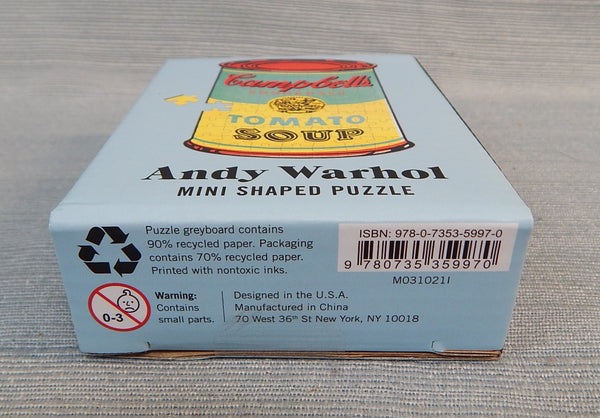 Campbell's
CONDENSED
TOMATO
SOUP
Andy Warhol
MINI SHAPED PUZZLE
Puzzle greyboard contains
90% recycled paper. Packaging
contains 70% recycled paper.
Printed with nontoxic inks.
ISBN: 978-0-7353-5997-0
9 780735 359970
M031021I
0-3
Warning:
Contains
small parts.
Designed in the U.S.A.
Manufactured in China
70 West 36th St New York, NY 10018